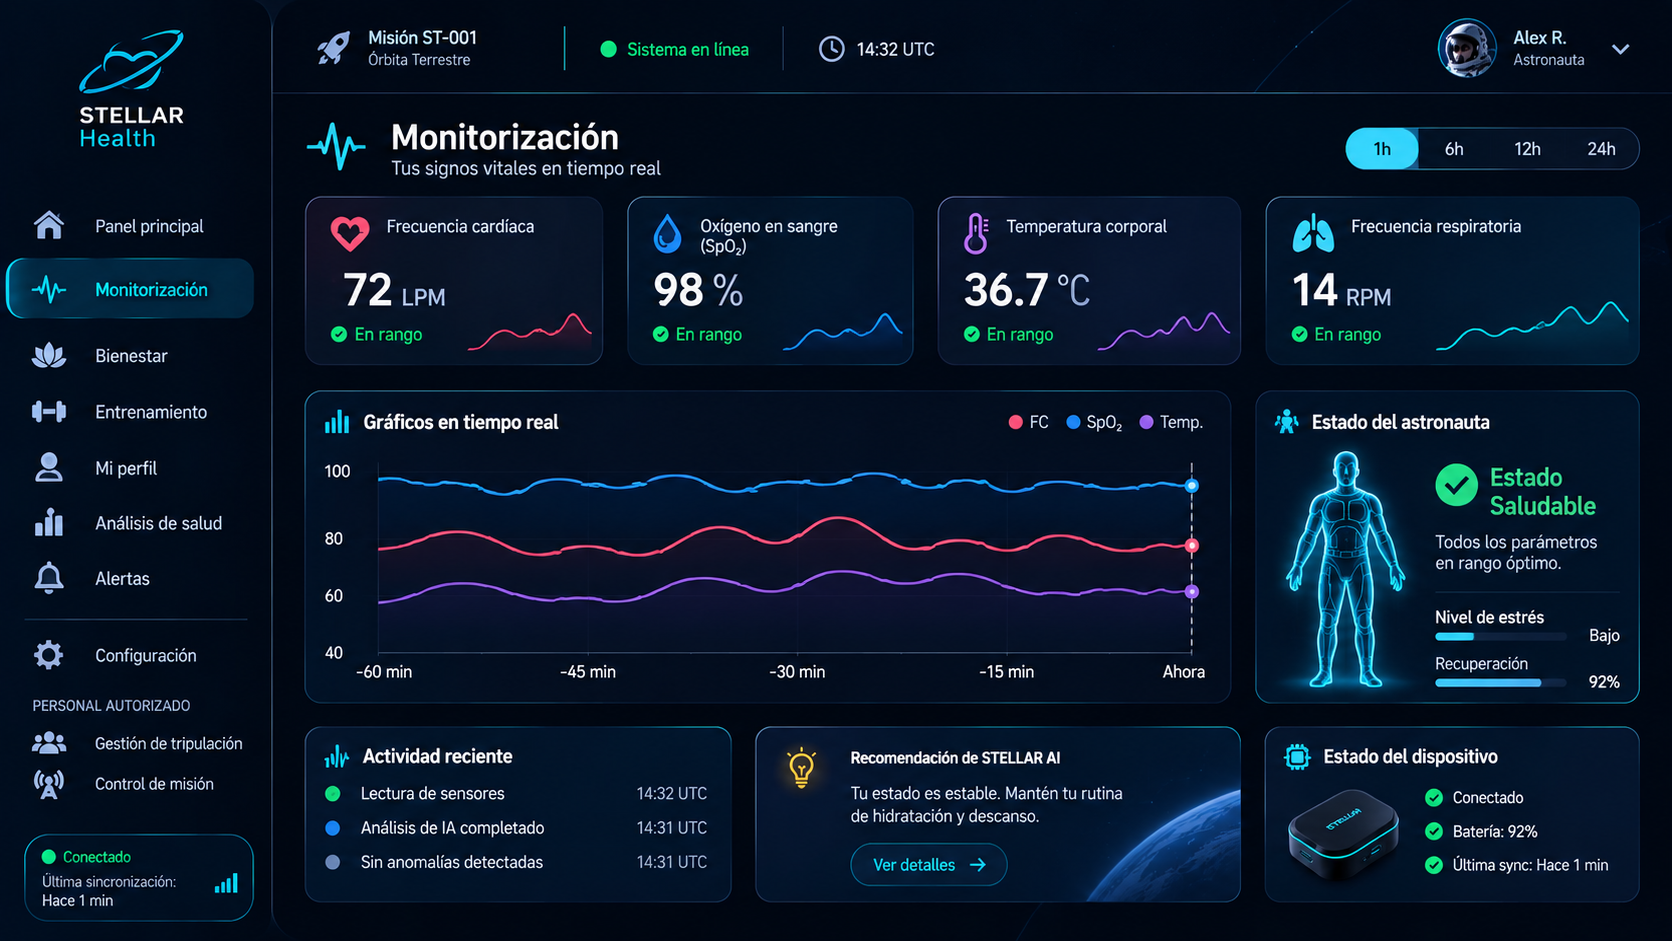 STELLAR
Health
Panel principal
Monitorización
Bienestar
Entrenamiento
Mi perfil
Análisis de salud
Alertas
Configuración
PERSONAL AUTORIZADO
Gestión de tripulación
Control de misión
Conectado
Última sincronización:
Hace 1 min
Misión ST-001
Órbita Terrestre
Sistema en línea
14:32 UTC
Alex R.
Astronauta
Monitorización
Tus signos vitales en tiempo real
1h 6h 12h 24h
Frecuencia cardíaca
72 LPM
En rango
Oxígeno en sangre
(SpO₂)
98 %
En rango
Temperatura corporal
36.7 °C
En rango
Frecuencia respiratoria
14 RPM
En rango
Gráficos en tiempo real
FC SpO₂ Temp.
100
80
60
40
-60 min -45 min -30 min -15 min Ahora
Estado del astronauta
Estado
Saludable
Todos los parámetros
en rango óptimo.
Nivel de estrés
Bajo
Recuperación
92%
Actividad reciente
Lectura de sensores 14:32 UTC
Análisis de IA completado 14:31 UTC
Sin anomalías detectadas 14:31 UTC
Recomendación de STELLAR AI
Tu estado es estable. Mantén tu rutina
de hidratación y descanso.
Ver detalles →
Estado del dispositivo
STELLAR
Conectado
Batería: 92%
Última sync: Hace 1 min